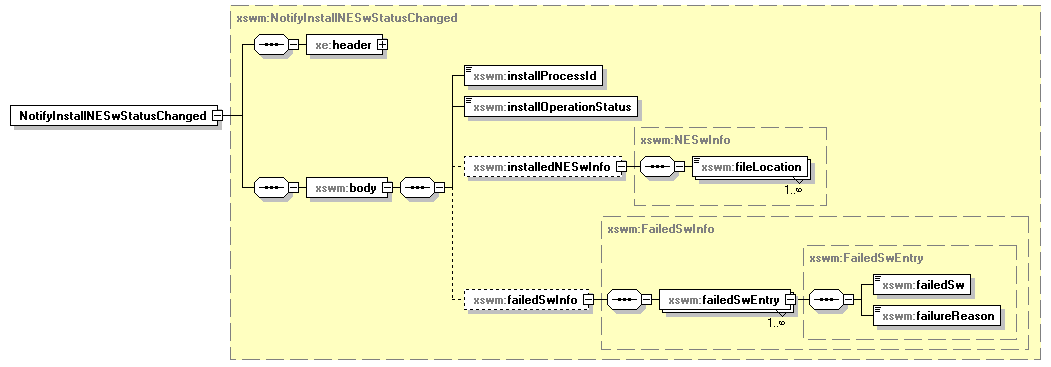 xswm:NotifyInstallNESwStatusChanged
xe:header
xswm:installProcessId
xswm:installOperationStatus
NotifyInstallNESwStatusChanged
xswm:NESwInfo
xswm:installedNESwInfo
xswm:fileLocation
1..∞
xswm:body
xswm:FailedSwInfo
xswm:FailedSwEntry
xswm:failedSw
xswm:failedSwInfo
xswm:failedSwEntry
xswm:failureReason
1..∞